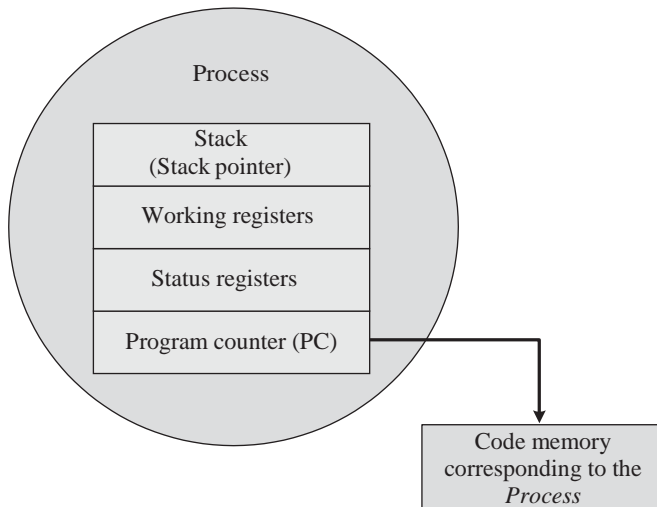 Process
Stack
(Stack pointer)
Working registers
Status registers
Program counter (PC)
Code memory
corresponding to the
Process